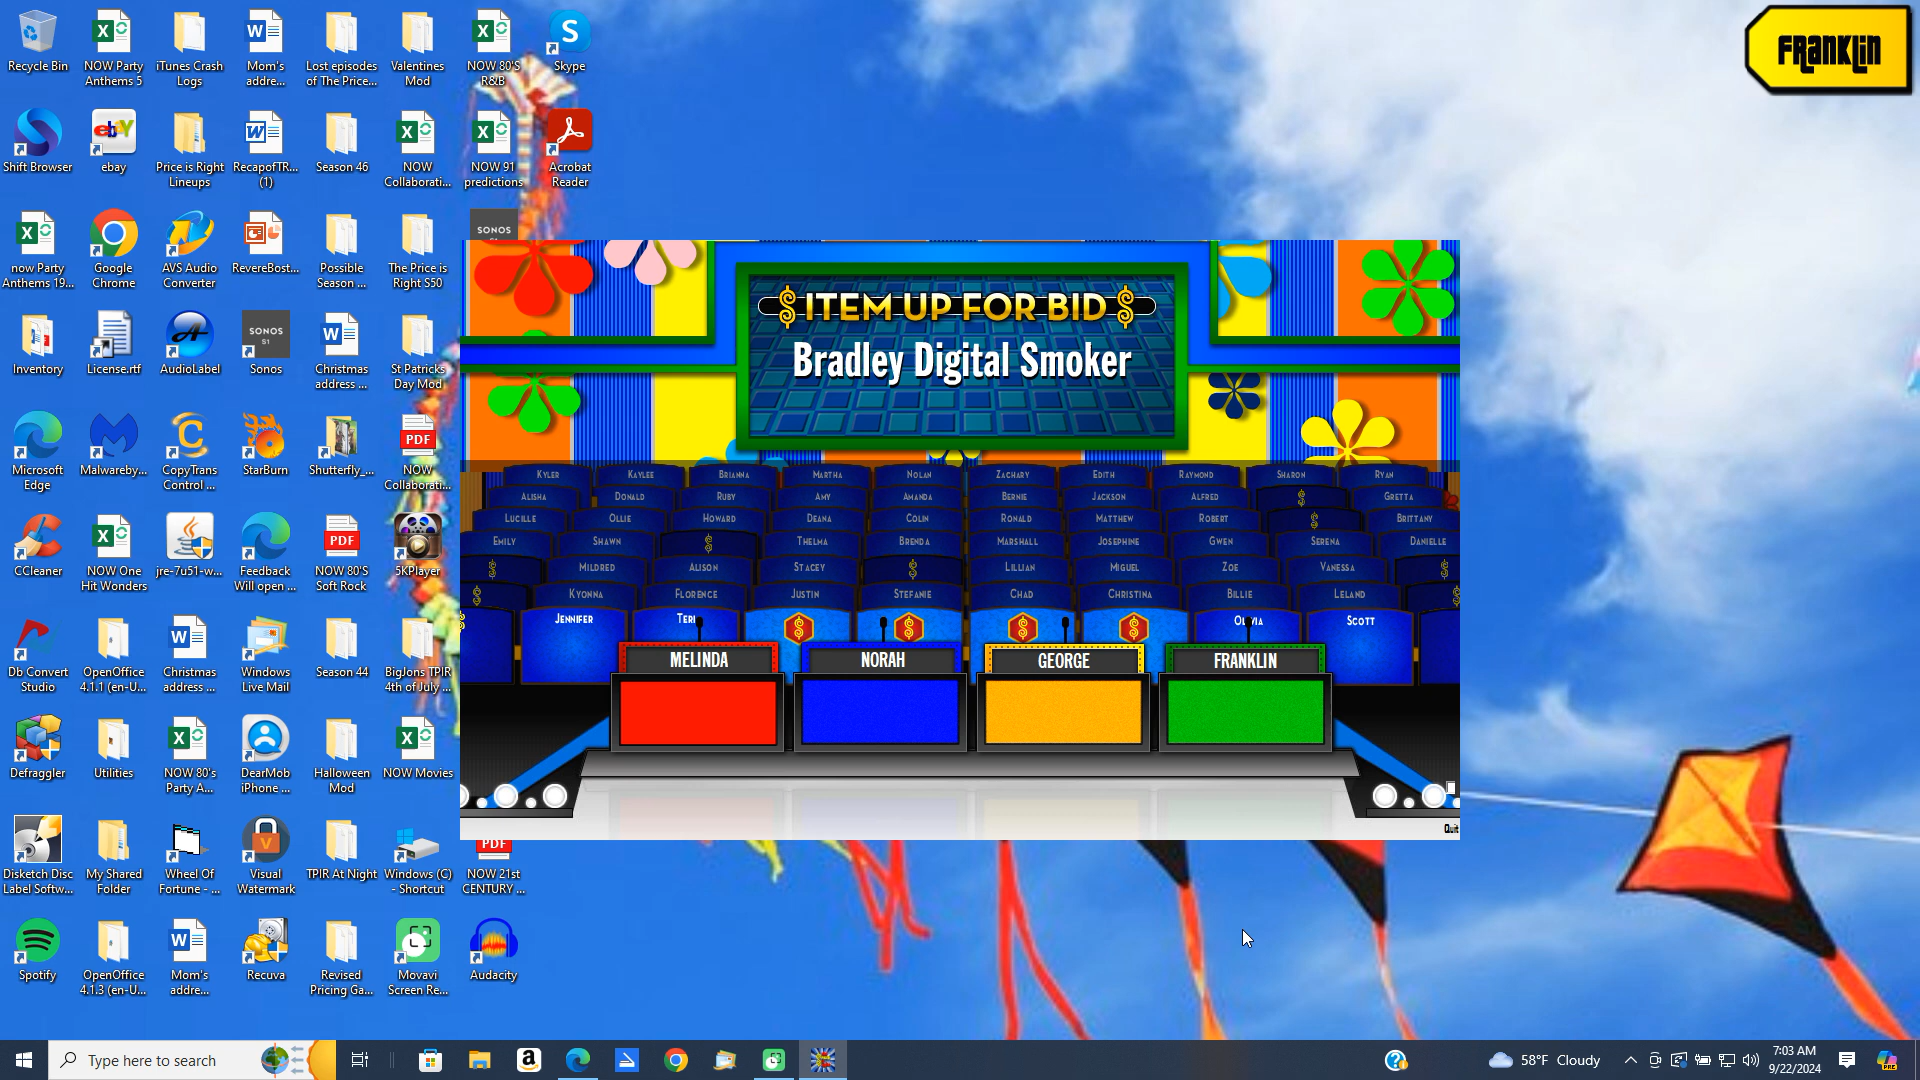 Recycle Bin
NOW Party
Anthems 5
iTunes Crash
Logs
Mom's
addre...
Lost episodes
of The Price...
Valentines
Mod
NOW 80'S
R&B
Skype
FRANKLIN
Shift Browser
ebay
Price is Right
Lineups
RecapofTR...
(1)
Season 46
NOW
Collaborati...
NOW 91
predictions
Acrobat
Reader
now Party
Anthems 19...
Google
Chrome
AVS Audio
Converter
RevereBost...
Possible
Season ...
The Price is
Right S50
SONOS
Inventory
License.rtf
AudioLabel
SONOS
S1
Sonos
Christmas
address ...
St Patricks
Day Mod
Microsoft
Edge
Malwareby...
CopyTrans
Control ...
StarBurn
Shutterfly_...
PDF
NOW
Collaborati...
CCleaner
NOW One
Hit Wonders
jre-7u51-w...
Feedback
Will open ...
PDF
NOW 80'S
Soft Rock
5KPlayer
Db Convert
Studio
OpenOffice
4.1.1 (en-U...
Christmas
address ...
Windows
Live Mail
Season 44
BigJons TPIR
4th of July ...
Defraggler
Utilities
NOW 80's
Party A...
DearMob
iPhone ...
Halloween
Mod
NOW Movies
Disketch Disc
Label Softw...
My Shared
Folder
Wheel Of
Fortune - ...
Visual
Watermark
TPIR At Night
Windows (C)
- Shortcut
PDF
NOW 21st
CENTURY ...
Spotify
OpenOffice
4.1.3 (en-U...
Mom's
addre...
Recuva
Revised
Pricing Ga...
Movavi
Screen Re...
Audacity
$ITEM UP FOR BID$
Bradley Digital Smoker
KYLER KAYLEE BRIANNA MARTHA NOLAN ZACHARY EDITH RAYMOND SHARON RYAN
ALISHA DONALD RUBY AMY AMANDA BERNIE JACKSON ALFRED $ GRETTA
LUCILLE OLLIE HOWARD DEANA COLIN RONALD MATTHEW ROBERT $ BRITTANY
EMILY SHAWN $ THELMA BRENDA MARSHALL JOSEPHINE GWEN SERENA DANIELLE
$ MILDRED ALISON STACEY $ LILLIAN MIGUEL ZOE VANESSA $
$ KYONNA FLORENCE JUSTIN STEFANIE CHAD CHRISTINA BILLIE LELAND $
$ JENNIFER TERI $ $ $ $ OLIVIA SCOTT
MELINDA NORAH GEORGE FRANKLIN
Quit
Type here to search
58°F Cloudy
7:03 AM
9/22/2024